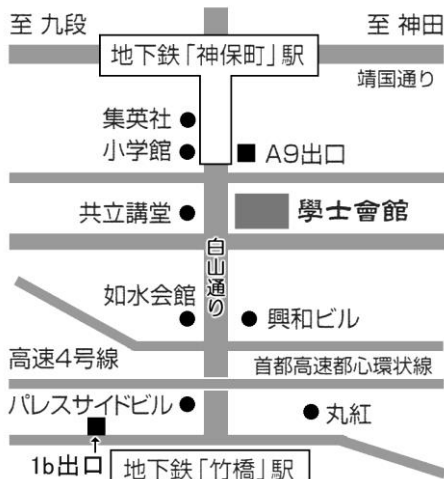 至 九段
至 神田
地下鉄「神保町」駅
靖国通り
集英社
小学館
A9出口
共立講堂
學士會館
白山通り
如水会館
興和ビル
高速4号線
首都高速都心環状線
パレスサイドビル
丸紅
1b出口
地下鉄「竹橋」駅